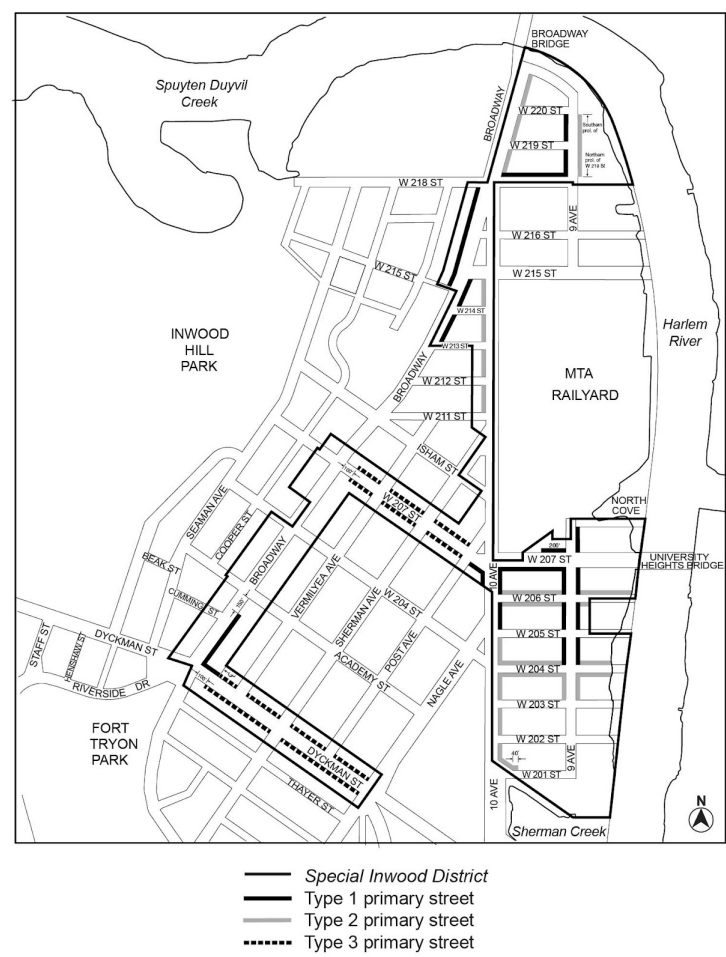 BROADWAY
BRIDGE
Spuyten Duyvil
Creek
BROADWAY
W 220 ST
Southern
prol. of
W 219 ST
Northern
prol. of
W 218 St
W 218 ST
9 AVE
W 216 ST
W 215 ST
W 215 ST
W 214 ST
Harlem
River
INWOOD
HILL
PARK
W 213 ST
MTA
RAILYARD
BROADWAY
W 212 ST
W 211 ST
ISHAM ST
100'
W 207 ST
SEAMAN AVE
COOPER ST
NORTH
COVE
200'
W 207 ST
UNIVERSITY
HEIGHTS BRIDGE
BROADWAY
VERMILYEA AVE
BEAK ST
10 AVE
W 204 ST
CUMMING ST
100'
W 206 ST
SHERMAN AVE
STAFF ST
HENSHAW ST
DYCKMAN ST
POST AVE
W 205 ST
ACADEMY ST
NAGLE AVE
W 204 ST
RIVERSIDE DR
100'
W 203 ST
FORT
TRYON
PARK
W 202 ST
DYCKMAN ST
40'
9 AVE
W 201 ST
THAYER ST
10 AVE
N
Sherman Creek
Special Inwood District
Type 1 primary street
Type 2 primary street
Type 3 primary street